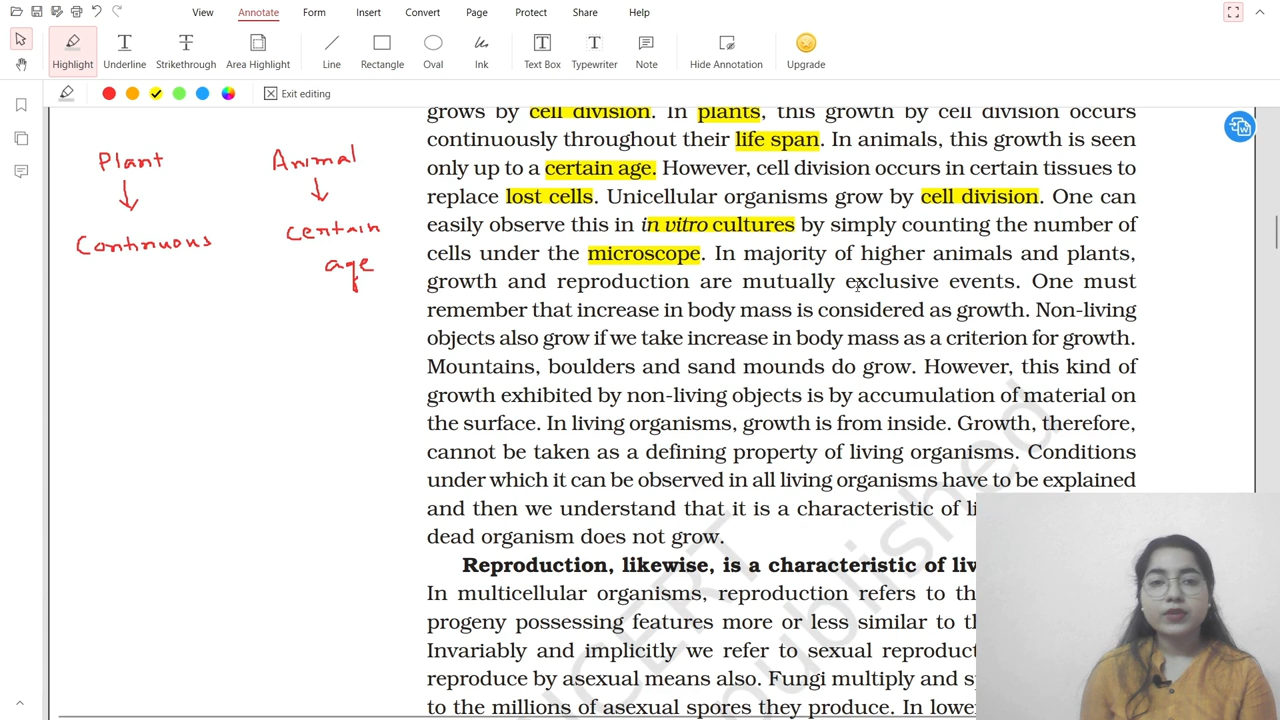 View Annotate Form Insert Convert Page Protect Share Help
Highlight Underline Strikethrough Area Highlight Line Rectangle Oval Ink Text Box Typewriter Note Hide Annotation Upgrade
Exit editing
grows by cell division. In plants, this growth by cell division occurs
continuously throughout their life span. In animals, this growth is seen
only up to a certain age. However, cell division occurs in certain tissues to
replace lost cells. Unicellular organisms grow by cell division. One can
easily observe this in in vitro cultures by simply counting the number of
cells under the microscope. In majority of higher animals and plants,
growth and reproduction are mutually exclusive events. One must
remember that increase in body mass is considered as growth. Non-living
objects also grow if we take increase in body mass as a criterion for growth.
Mountains, boulders and sand mounds do grow. However, this kind of
growth exhibited by non-living objects is by accumulation of material on
the surface. In living organisms, growth is from inside. Growth, therefore,
cannot be taken as a defining property of living organisms. Conditions
under which it can be observed in all living organisms have to be explained
and then we understand that it is a characteristic of li
dead organism does not grow.
Reproduction, likewise, is a characteristic of liv
In multicellular organisms, reproduction refers to th
progeny possessing features more or less similar to th
Invariably and implicitly we refer to sexual reproduct
reproduce by asexual means also. Fungi multiply and sp
to the millions of asexual spores they produce. In lower
Plant
Continuous
Animal
certain
age
NCERT
published